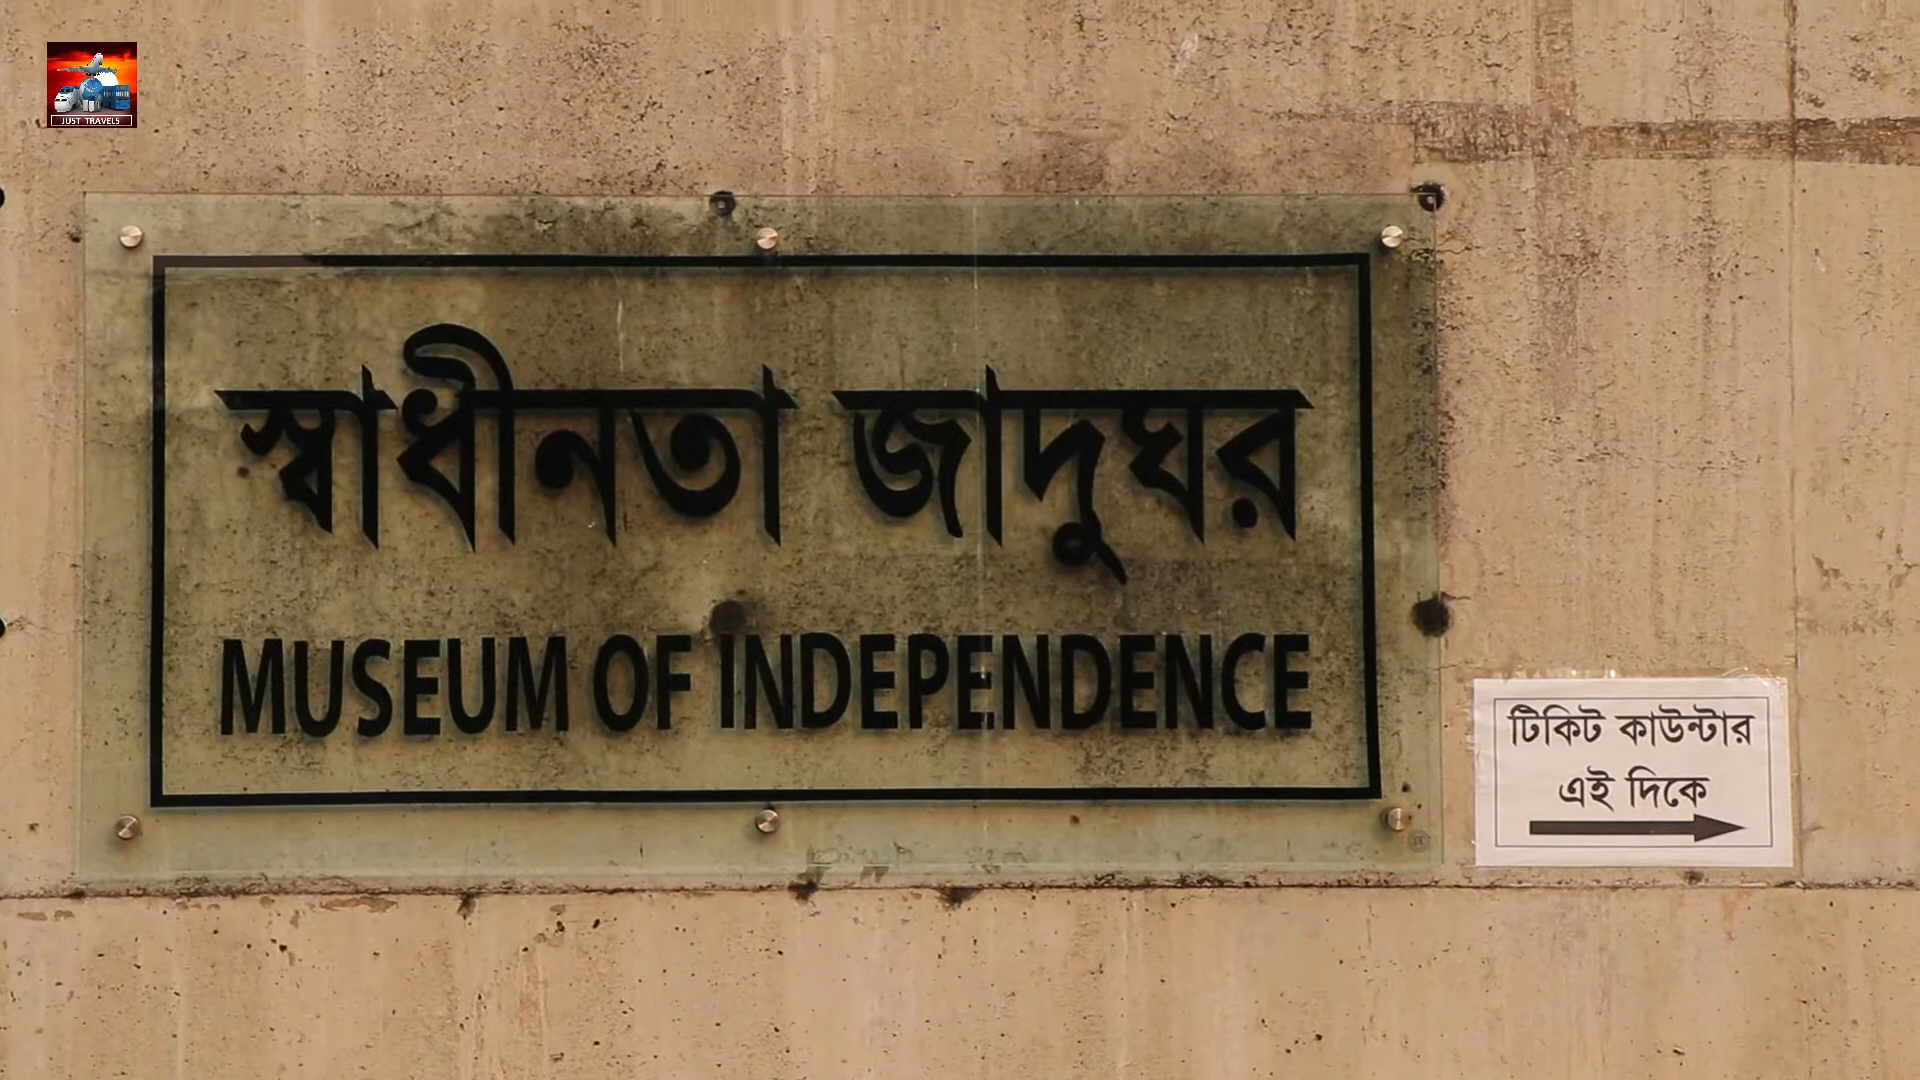 JUST TRAVELS
স্বাধীনতা জাদুঘর
MUSEUM OF INDEPENDENCE
টিকিট কাউন্টার
এই দিকে